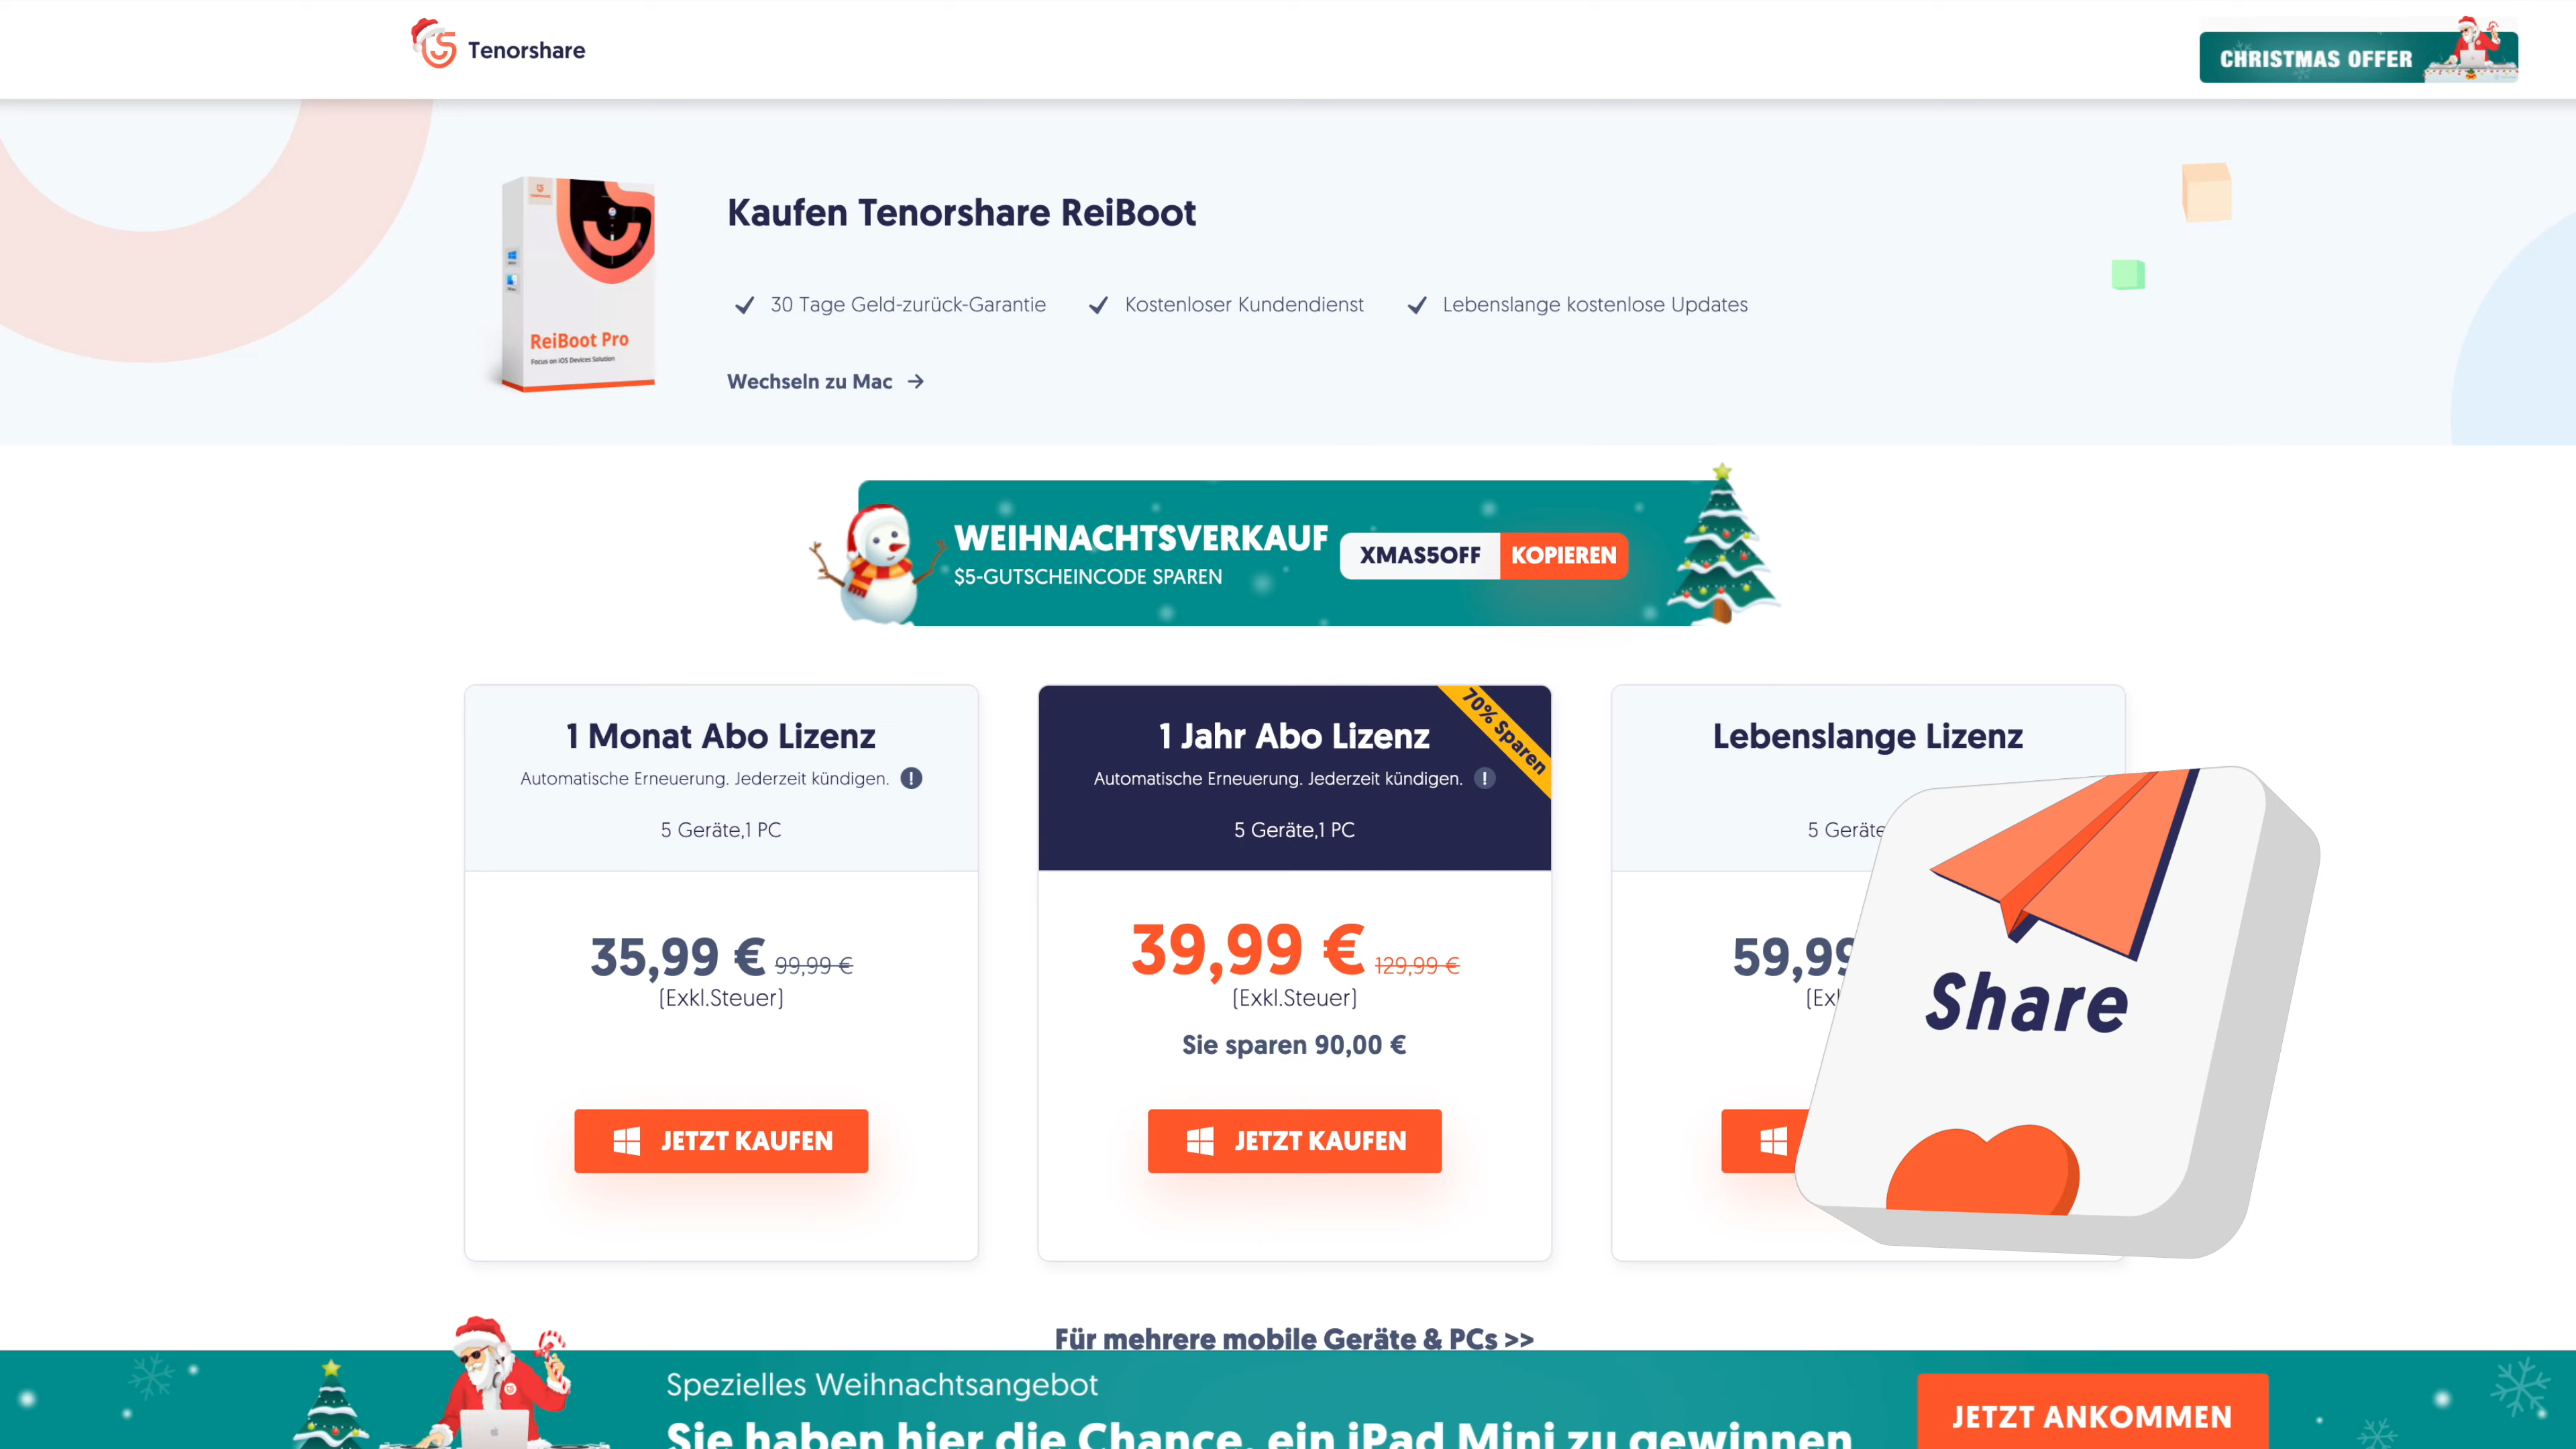 Tenorshare
CHRISTMAS OFFER
Kaufen Tenorshare ReiBoot
30 Tage Geld-zurück-Garantie
Kostenloser Kundendienst
Lebenslange kostenlose Updates
ReiBoot Pro
Focus on iOS Devices Solution
Wechseln zu Mac →
WEIHNACHTSVERKAUF
$5-GUTSCHEINCODE SPAREN
XMAS5OFF KOPIEREN
1 Monat Abo Lizenz
Automatische Erneuerung. Jederzeit kündigen. !
5 Geräte,1 PC
35,99 € 99,99 €
(Exkl.Steuer)
JETZT KAUFEN
70% Sparen
1 Jahr Abo Lizenz
Automatische Erneuerung. Jederzeit kündigen. !
5 Geräte,1 PC
39,99 € 129,99 €
(Exkl.Steuer)
Sie sparen 90,00 €
JETZT KAUFEN
Lebenslange Lizenz
5 Geräte
59,99
(Ex
Share
Für mehrere mobile Geräte & PCs >>
Spezielles Weihnachtsangebot
Sie haben hier die Chance, ein iPad Mini zu gewinnen
JETZT ANKOMMEN